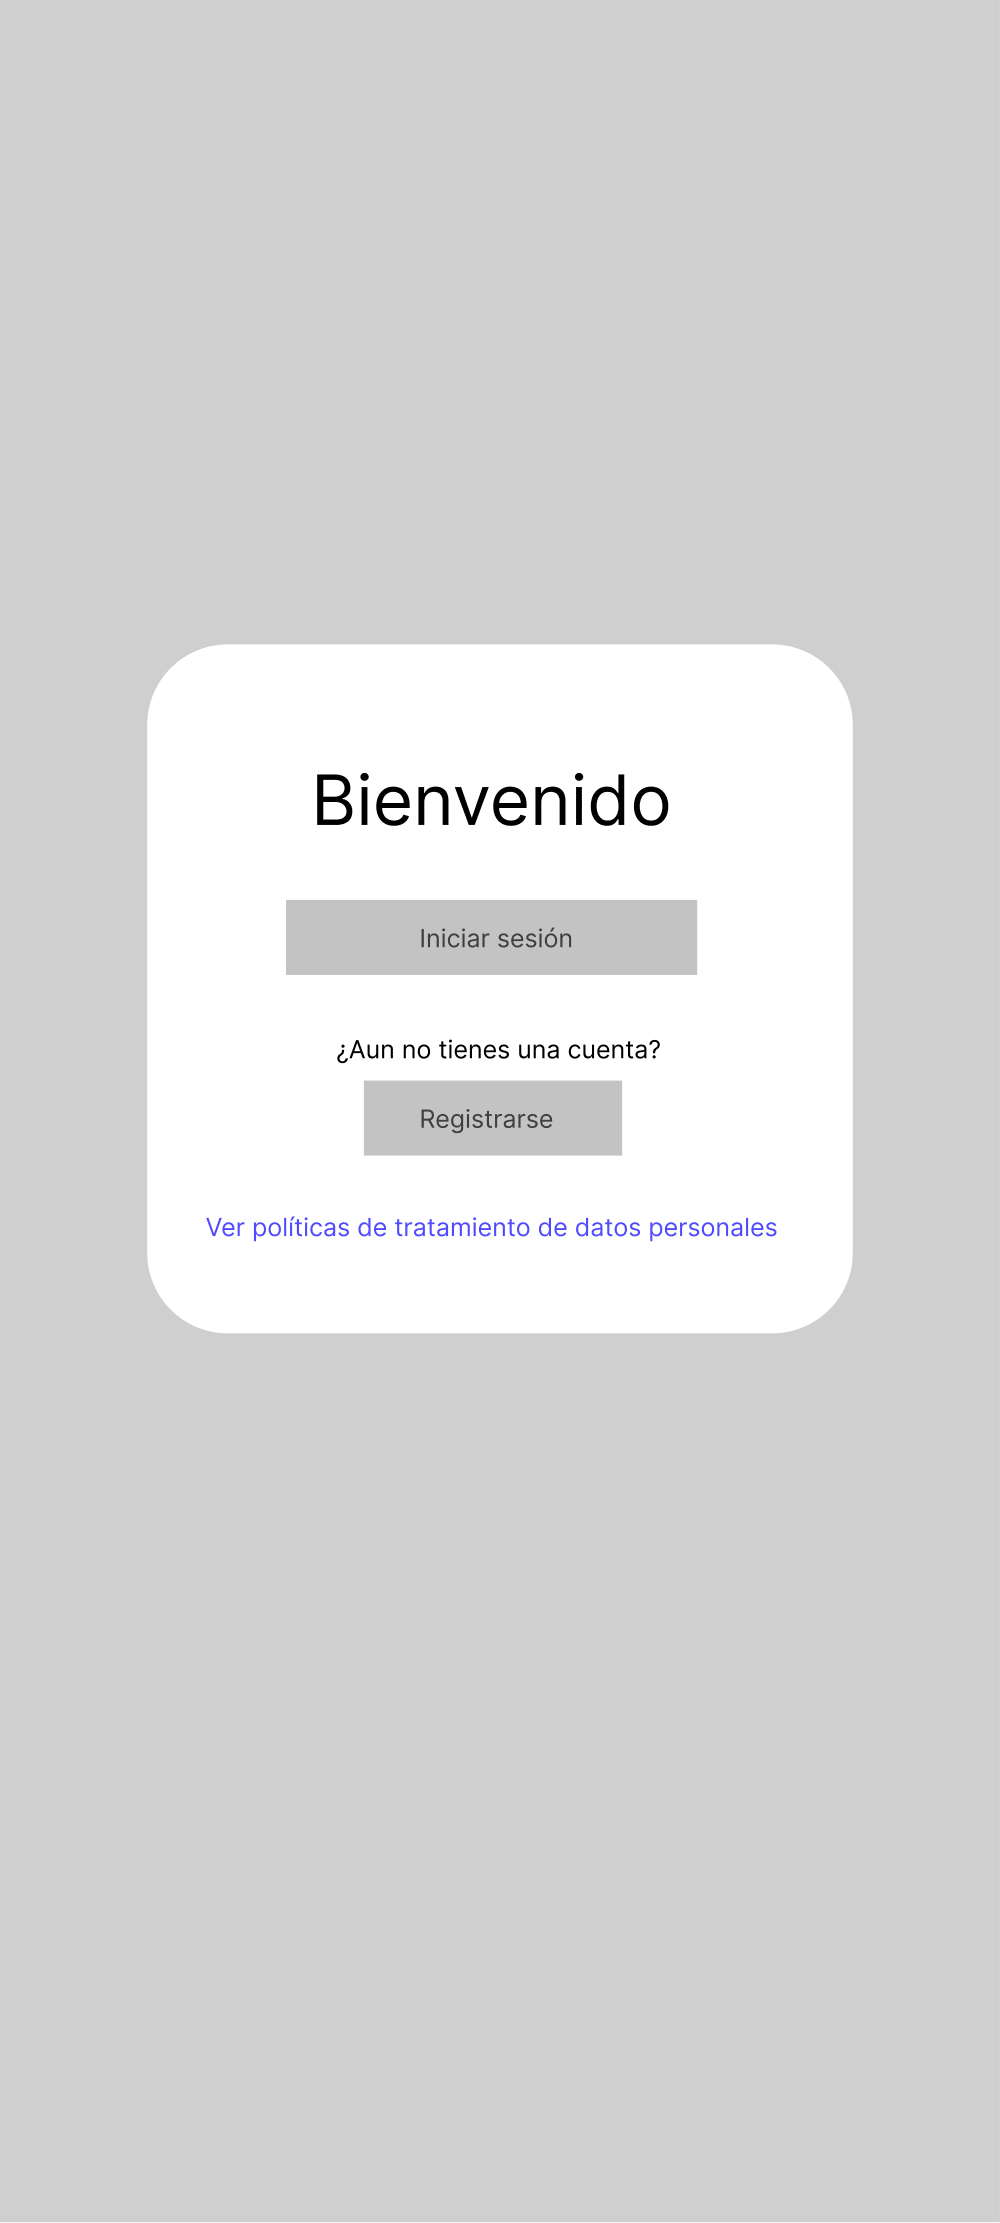 Bienvenido
Iniciar sesión
¿Aun no tienes una cuenta?
Registrarse
Ver políticas de tratamiento de datos personales